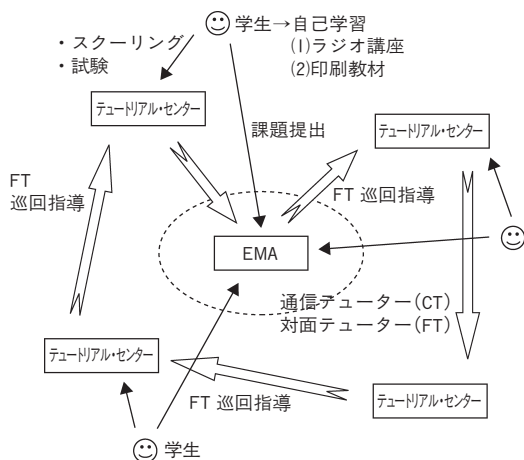 学生→自己学習
(1)ラジオ講座
(2)印刷教材
・スクーリング
・試験
テュートリアル・センター
課題提出
テュートリアル・センター
FT
巡回指導
FT 巡回指導
EMA
通信テューター(CT)
対面テューター(FT)
テュートリアル・センター
FT 巡回指導
テュートリアル・センター
学生